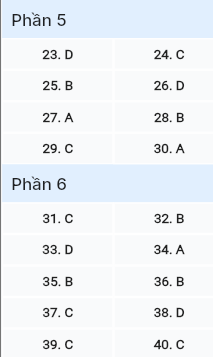 Phần 5
23. D 24. C
25. B 26. D
27. A 28. B
29. C 30. A
Phần 6
31. C 32. B
33. D 34. A
35. B 36. B
37. C 38. D
39. C 40. C